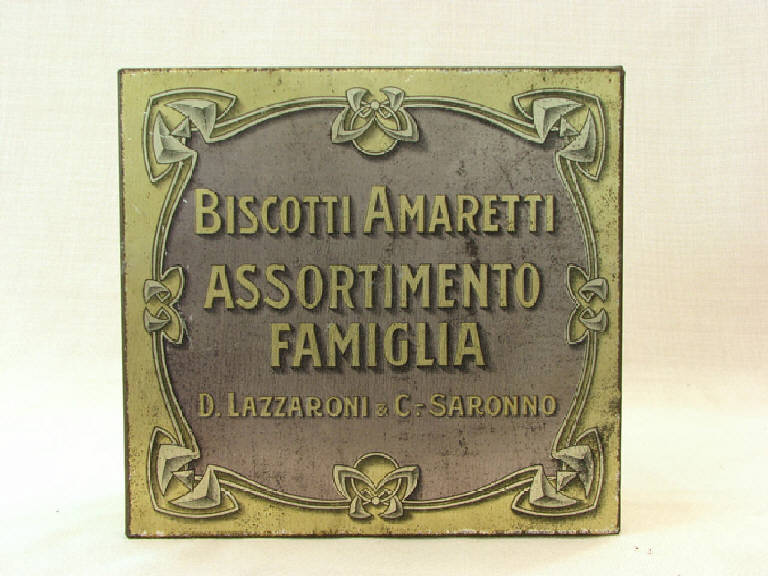 BISCOTTI AMARETTI
ASSORTIMENTO
FAMIGLIA
D. LAZZARONI & C.- SARONNO